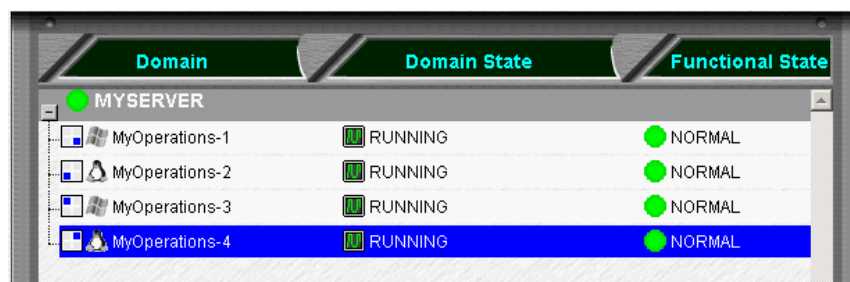 Domain Domain State Functional State
MYSERVER
MyOperations-1 RUNNING NORMAL
MyOperations-2 RUNNING NORMAL
MyOperations-3 RUNNING NORMAL
MyOperations-4 RUNNING NORMAL